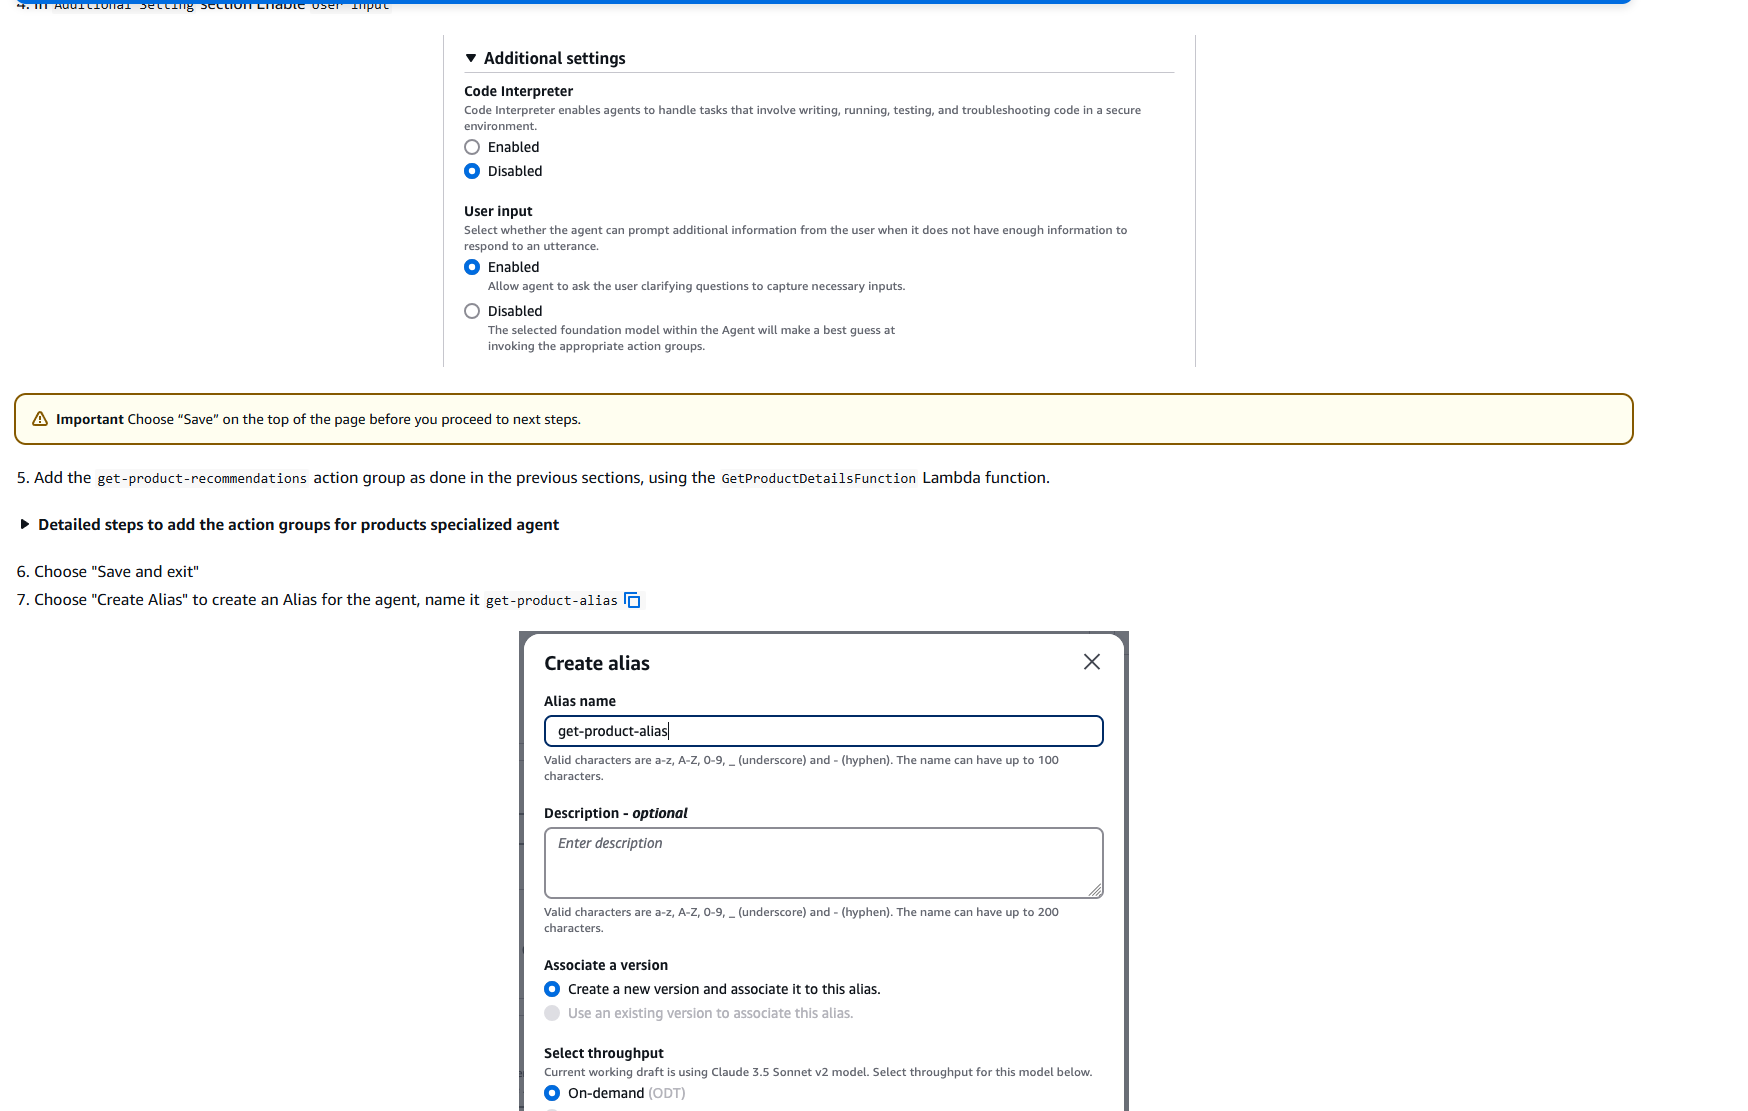 4. In Additional Setting section Enable User input
Additional settings
Code Interpreter
Code Interpreter enables agents to handle tasks that involve writing, running, testing, and troubleshooting code in a secure
environment.
Enabled
Disabled
User input
Select whether the agent can prompt additional information from the user when it does not have enough information to
respond to an utterance.
Enabled
Allow agent to ask the user clarifying questions to capture necessary inputs.
Disabled
The selected foundation model within the Agent will make a best guess at
invoking the appropriate action groups.
Important Choose “Save” on the top of the page before you proceed to next steps.
5. Add the get-product-recommendations action group as done in the previous sections, using the GetProductDetailsFunction Lambda function.
Detailed steps to add the action groups for products specialized agent
6. Choose "Save and exit"
7. Choose "Create Alias" to create an Alias for the agent, name it get-product-alias
Create alias
Alias name
get-product-alias
Valid characters are a-z, A-Z, 0-9, _ (underscore) and - (hyphen). The name can have up to 100
characters.
Description - optional
Enter description
Valid characters are a-z, A-Z, 0-9, _ (underscore) and - (hyphen). The name can have up to 200
characters.
Associate a version
Create a new version and associate it to this alias.
Use an existing version to associate this alias.
Select throughput
Current working draft is using Claude 3.5 Sonnet v2 model. Select throughput for this model below.
On-demand (ODT)